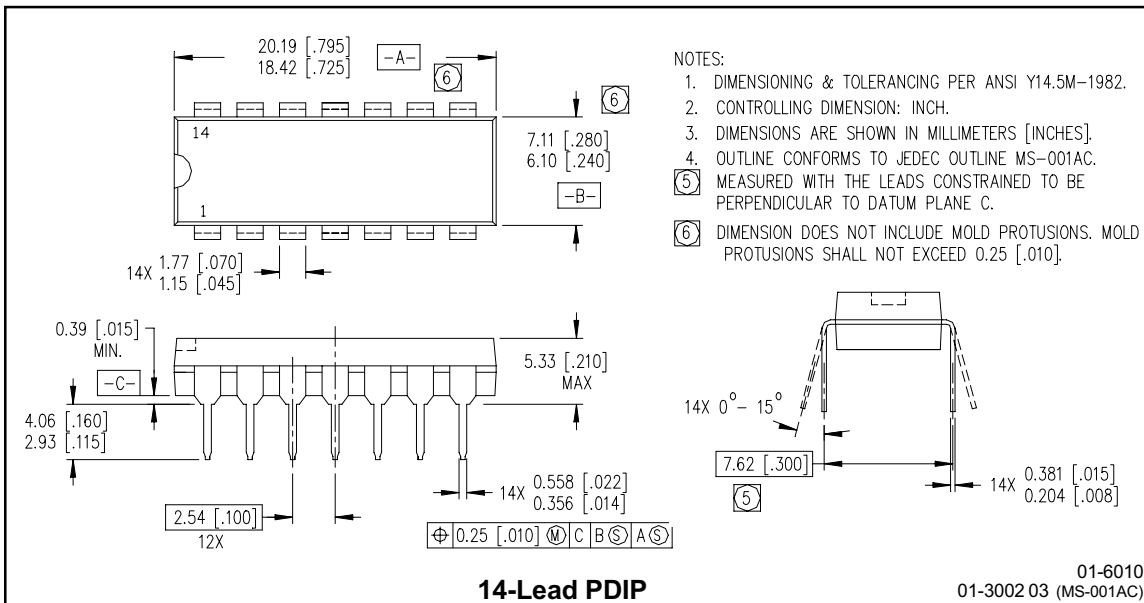 20.19 [.795]
18.42 [.725]
-A-
6
6
14
1
7.11 [.280]
6.10 [.240]
-B-
14X 1.77 [.070]
1.15 [.045]
NOTES:
1. DIMENSIONING & TOLERANCING PER ANSI Y14.5M-1982.
2. CONTROLLING DIMENSION: INCH.
3. DIMENSIONS ARE SHOWN IN MILLIMETERS [INCHES].
4. OUTLINE CONFORMS TO JEDEC OUTLINE MS-001AC.
5 MEASURED WITH THE LEADS CONSTRAINED TO BE
PERPENDICULAR TO DATUM PLANE C.
6 DIMENSION DOES NOT INCLUDE MOLD PROTUSIONS. MOLD
PROTUSIONS SHALL NOT EXCEED 0.25 [.010].
0.39 [.015]
MIN.
-C-
4.06 [.160]
2.93 [.115]
5.33 [.210]
MAX
2.54 [.100]
12X
14X 0.558 [.022]
0.356 [.014]
⌖ 0.25 [.010] Ⓜ C B Ⓢ A Ⓢ
14X 0°- 15°
7.62 [.300]
5
14X 0.381 [.015]
0.204 [.008]
14-Lead PDIP
01-6010
01-3002 03 (MS-001AC)